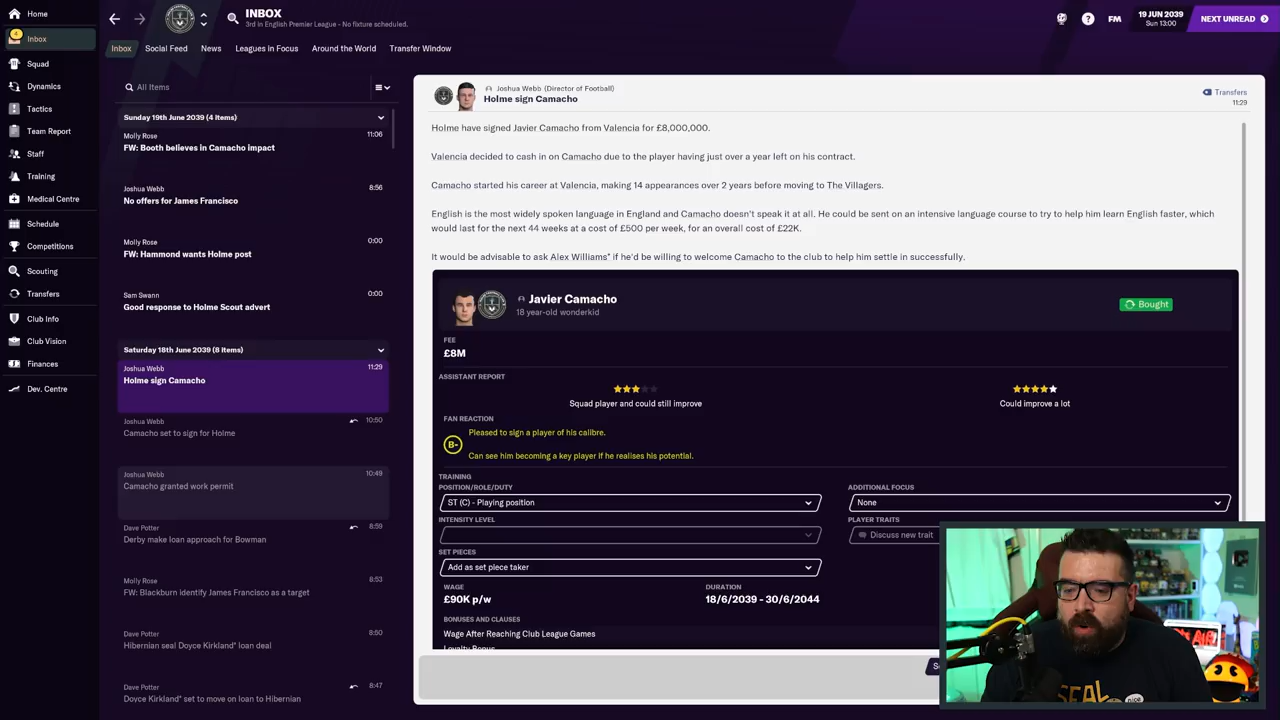 Home
INBOX
3rd in English Premier League - No fixture scheduled.
FM
19 JUN 2039
Sun 13:00
NEXT UNREAD
4
Inbox
Squad
Dynamics
Tactics
Team Report
Staff
Training
Medical Centre
Schedule
Competitions
Scouting
Transfers
Club Info
Club Vision
Finances
Dev. Centre
Inbox
Social Feed
News
Leagues in Focus
Around the World
Transfer Window
All Items
Sunday 19th June 2039 (4 items)
Molly Rose
11:06
FW: Booth believes in Camacho impact
Joshua Webb
8:56
No offers for James Francisco
Molly Rose
0:00
FW: Hammond wants Holme post
Sam Swann
0:00
Good response to Holme Scout advert
Saturday 18th June 2039 (8 items)
Joshua Webb
11:29
Holme sign Camacho
Joshua Webb
10:50
Camacho set to sign for Holme
Joshua Webb
10:49
Camacho granted work permit
Dave Potter
8:59
Derby make loan approach for Bowman
Molly Rose
8:53
FW: Blackburn identify James Francisco as a target
Dave Potter
8:50
Hibernian seal Doyce Kirkland* loan deal
Dave Potter
8:47
Doyce Kirkland* set to move on loan to Hibernian
Joshua Webb (Director of Football)
Holme sign Camacho
Transfers
11:29
Holme have signed Javier Camacho from Valencia for £8,000,000.
Valencia decided to cash in on Camacho due to the player having just over a year left on his contract.
Camacho started his career at Valencia, making 14 appearances over 2 years before moving to The Villagers.
English is the most widely spoken language in England and Camacho doesn't speak it at all. He could be sent on an intensive language course to try to help him learn English faster, which
would last for the next 44 weeks at a cost of £500 per week, for an overall cost of £22K.
It would be advisable to ask Alex Williams* if he'd be willing to welcome Camacho to the club to help him settle in successfully.
Javier Camacho
18 year-old wonderkid
Bought
FEE
£8M
ASSISTANT REPORT
Squad player and could still improve
Could improve a lot
FAN REACTION
B-
Pleased to sign a player of his calibre.
Can see him becoming a key player if he realises his potential.
TRAINING
POSITION/ROLE/DUTY
ST (C) - Playing position
ADDITIONAL FOCUS
None
INTENSITY LEVEL
PLAYER TRAITS
Discuss new trait
SET PIECES
Add as set piece taker
WAGE
£90K p/w
DURATION
18/6/2039 - 30/6/2044
BONUSES AND CLAUSES
Wage After Reaching Club League Games
Loyalty Bonus
SEAL